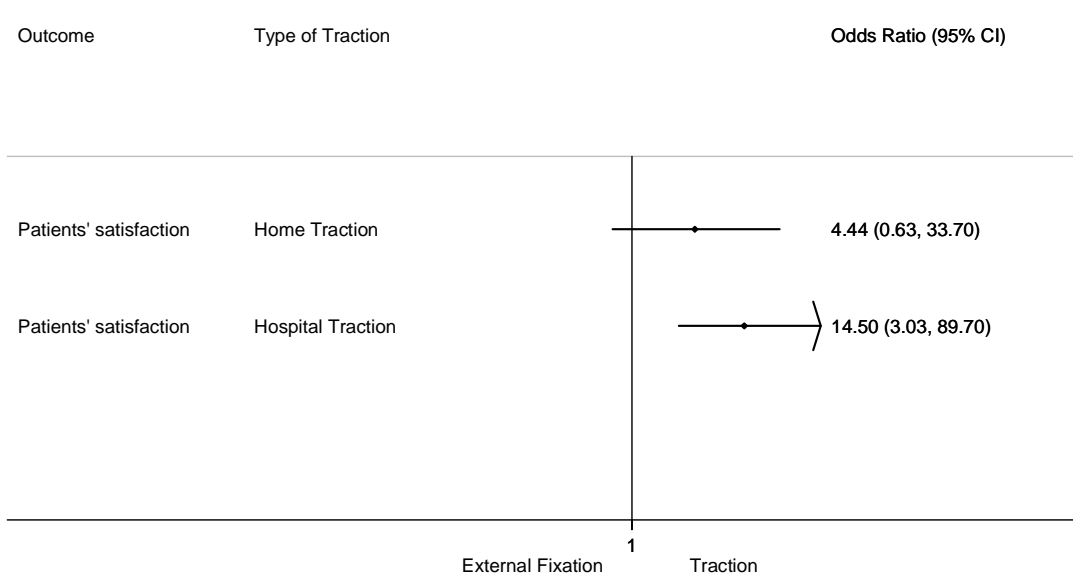 Outcome Type of Traction Odds Ratio (95% CI)
Patients' satisfaction Home Traction 4.44 (0.63, 33.70)
Patients' satisfaction Hospital Traction 14.50 (3.03, 89.70)
1
External Fixation Traction